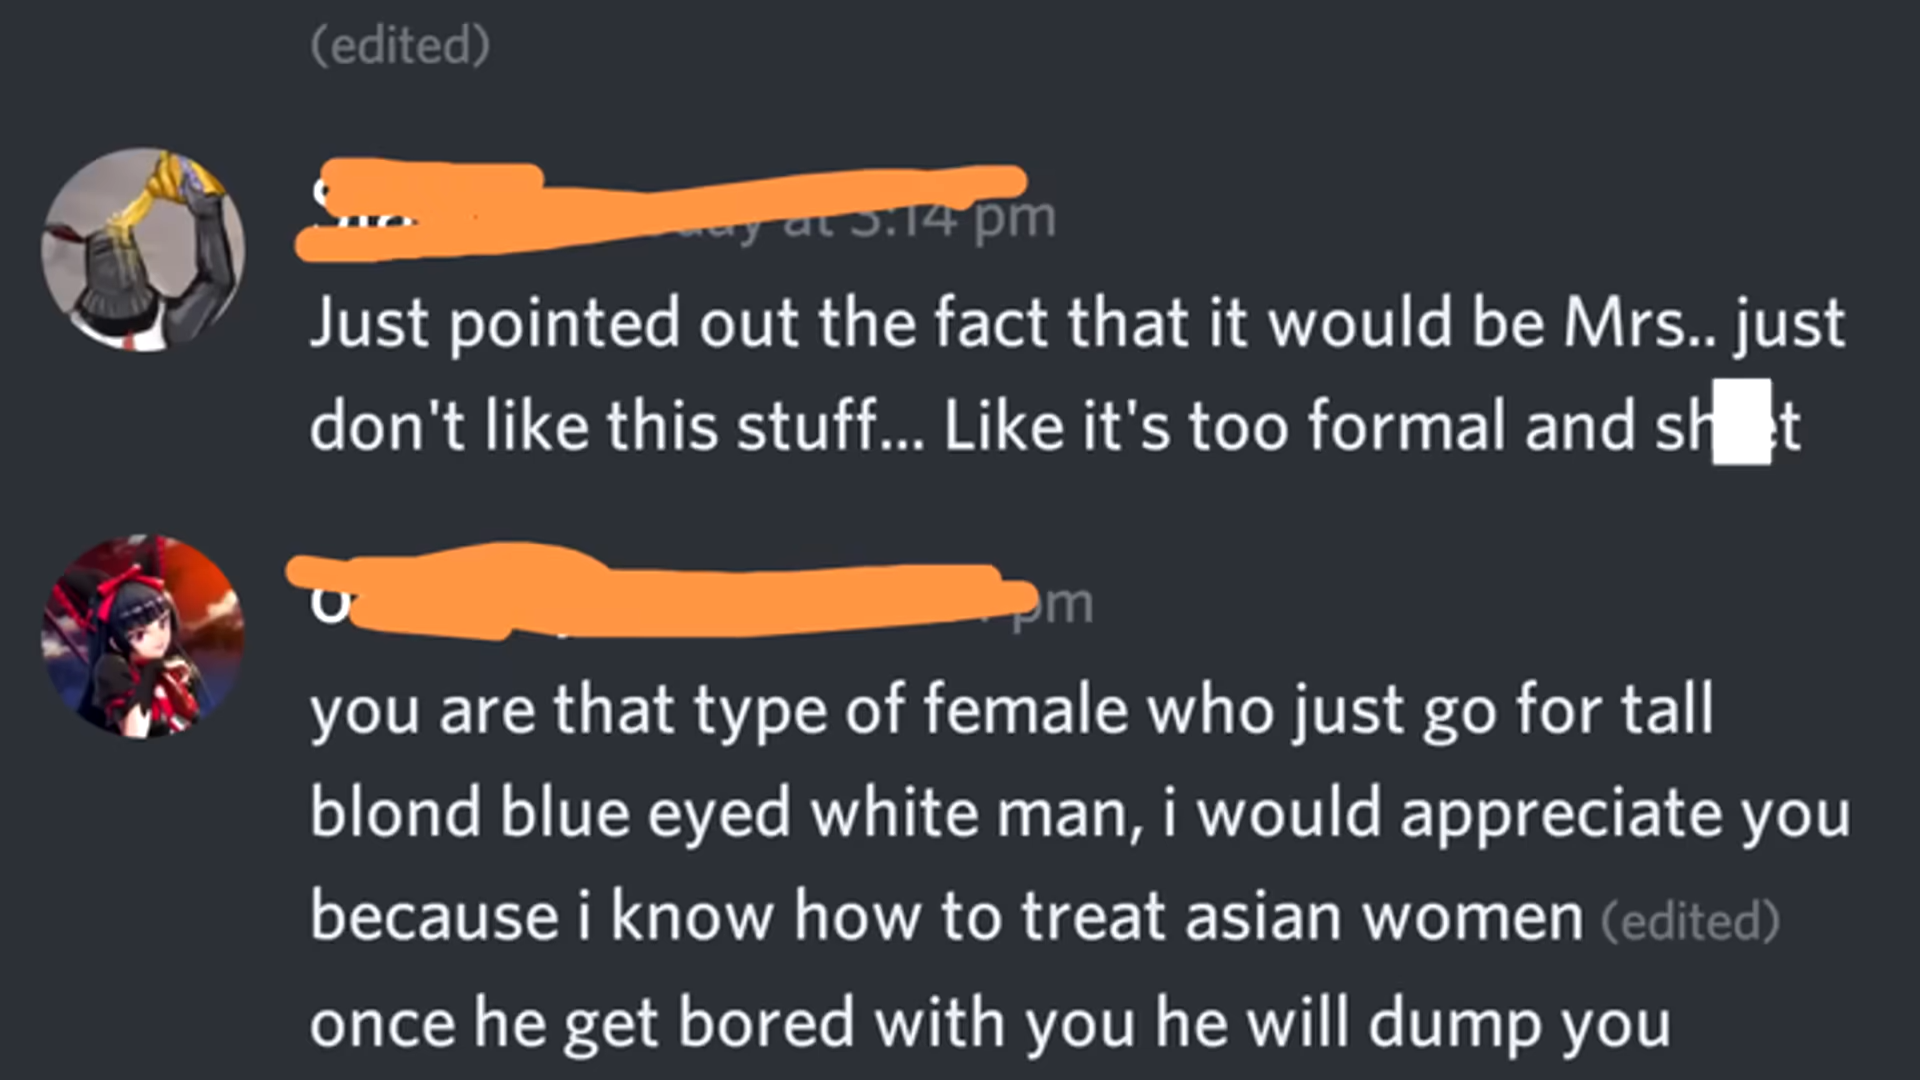 (edited)
at 3:14 pm
Just pointed out the fact that it would be Mrs.. just
don't like this stuff... Like it's too formal and
pm
you are that type of female who just go for tall
blond blue eyed white man, i would appreciate you
because i know how to treat asian women (edited)
once he get bored with you he will dump you